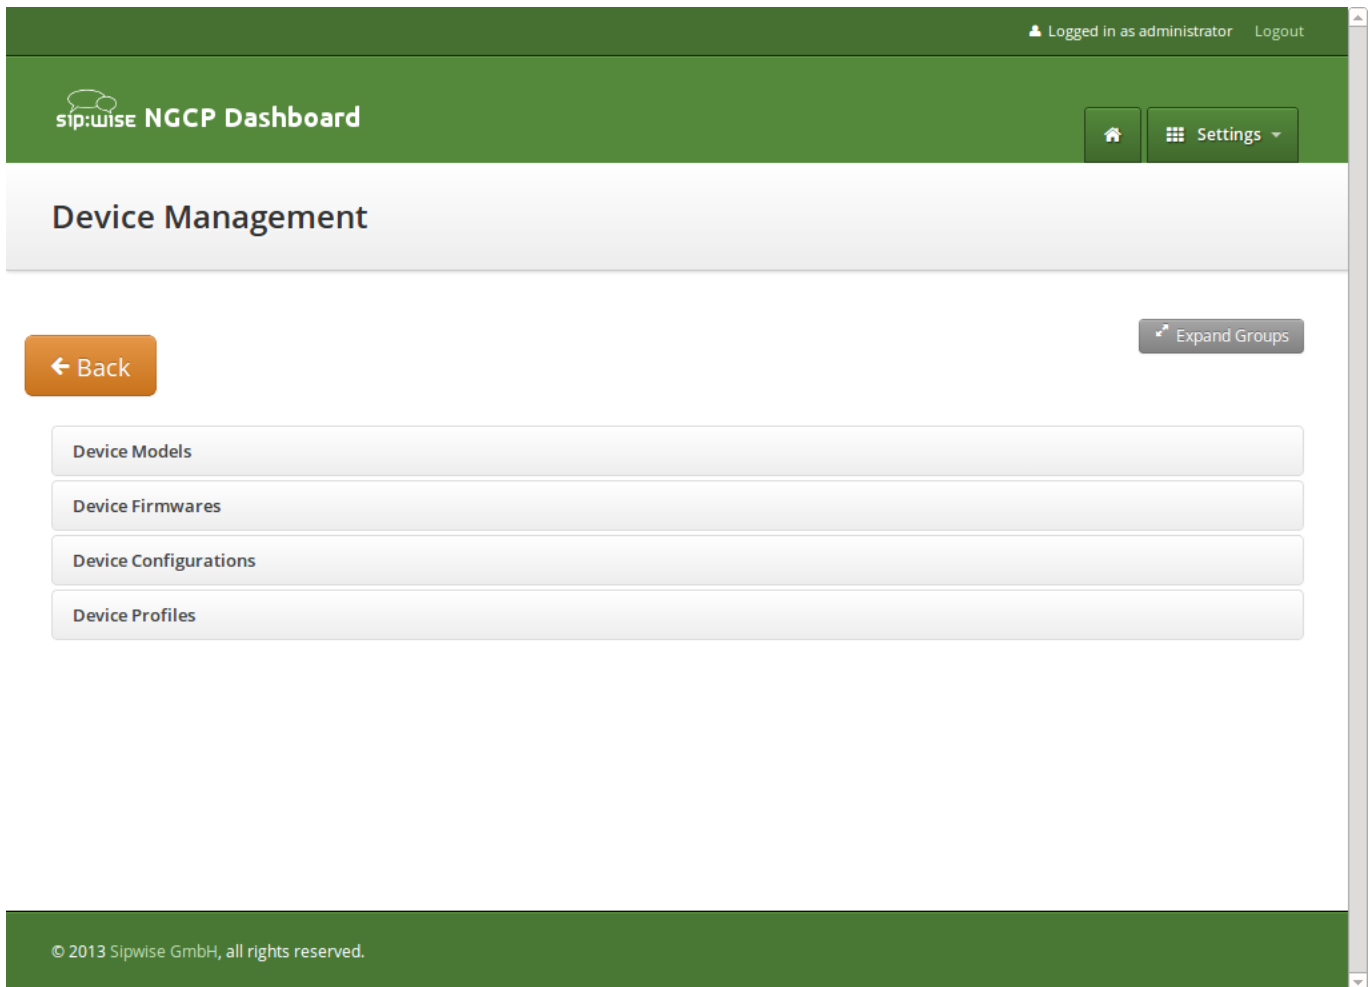 Logged in as administrator Logout
sip:wise NGCP Dashboard
Settings
Device Management
Expand Groups
Back
Device Models
Device Firmwares
Device Configurations
Device Profiles
© 2013 Sipwise GmbH, all rights reserved.